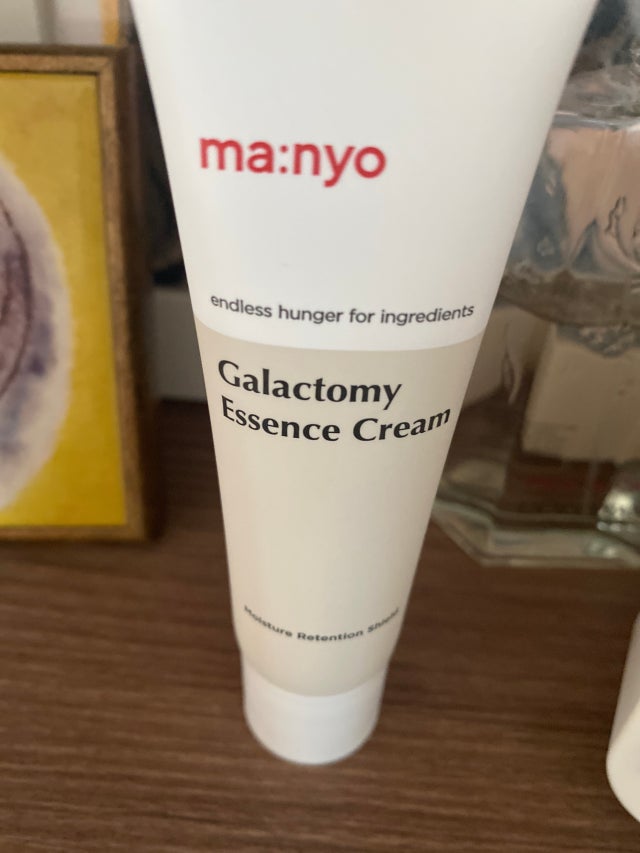 ma:nyo
endless hunger for ingredients
Galactomy
Essence Cream
Moisture Retention Shield